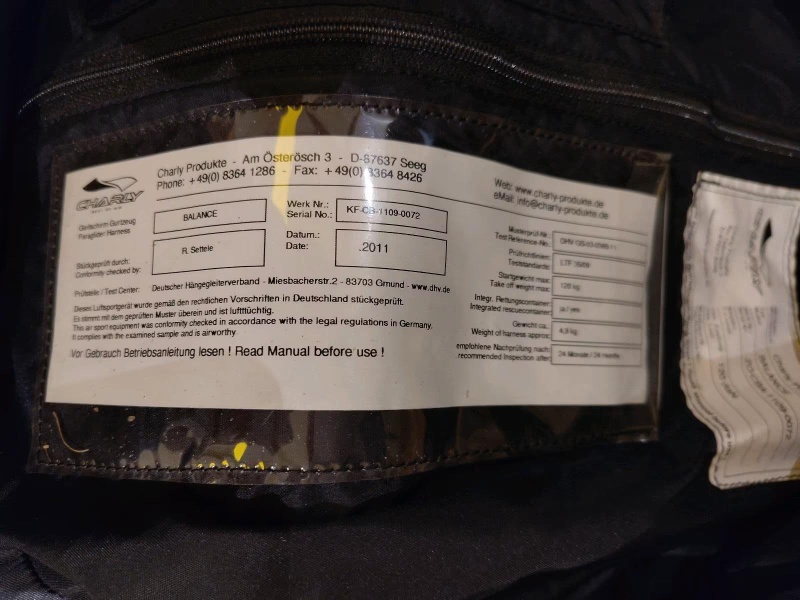 Charly Produkte - Am Österösch 3 - D-87637 Seeg
Phone: +49(0) 8364 1286 - Fax: +49(0) 8364 8426
Web: www.charly-produkte.de
eMail: info@charly-produkte.de
CHARLY
Gleitschirm Gurtzeug
Paraglider Harness
BALANCE
Werk Nr.:
Serial No.:
KF-CB-1109-0072
Stückgeprüft durch:
Conformity checked by:
R. Settele
Datum.:
Date:
.2011
Prüfstelle / Test Center: Deutscher Hängegleiterverband - Miesbacherstr.2 - 83703 Gmund - www.dhv.de
Dieses Luftsportgerät wurde gemäß den rechtlichen Vorschriften in Deutschland stückgeprüft.
Es stimmt mit dem geprüften Muster überein und ist lufttüchtig.
This air sport equipment was conformity checked in accordance with the legal regulations in Germany.
It complies with the examined sample and is airworthy.
Vor Gebrauch Betriebsanleitung lesen ! Read Manual before use !
Musterprüf-Nr.:
Test Reference-No.:
Prüfrichtlinien:
Teststandards:
LTF
Startgewicht max:
Take off weight max:
120 kg
Integr. Rettungscontainer:
Integrated rescuecontainer:
ja / yes
Gewicht ca.:
Weight of harness approx:
4,9 kg
empfohlene Nachprüfung nach:
recommended Inspection after:
24 Monate / 24 months
BALANCE